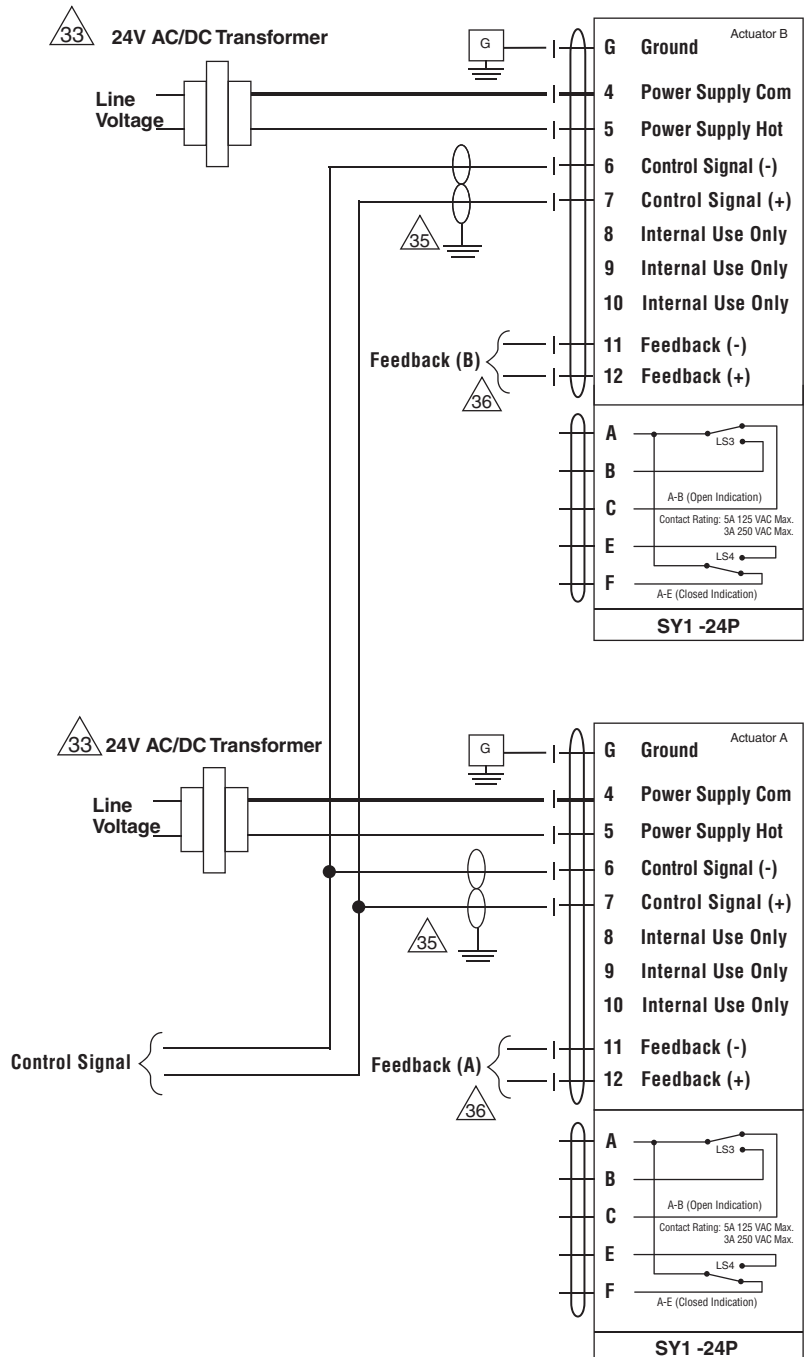 33 24V AC/DC Transformer
Line
Voltage
G
Actuator B
G Ground
4 Power Supply Com
5 Power Supply Hot
6 Control Signal (-)
7 Control Signal (+)
8 Internal Use Only
9 Internal Use Only
10 Internal Use Only
11 Feedback (-)
12 Feedback (+)
35
Feedback (B)
36
A
B
C
E
F
LS3
A-B (Open Indication)
Contact Rating: 5A 125 VAC Max.
3A 250 VAC Max.
LS4
A-E (Closed Indication)
SY1 -24P
33 24V AC/DC Transformer
Line
Voltage
G
Actuator A
G Ground
4 Power Supply Com
5 Power Supply Hot
6 Control Signal (-)
7 Control Signal (+)
8 Internal Use Only
9 Internal Use Only
10 Internal Use Only
11 Feedback (-)
12 Feedback (+)
35
Control Signal
Feedback (A)
36
A
B
C
E
F
LS3
A-B (Open Indication)
Contact Rating: 5A 125 VAC Max.
3A 250 VAC Max.
LS4
A-E (Closed Indication)
SY1 -24P